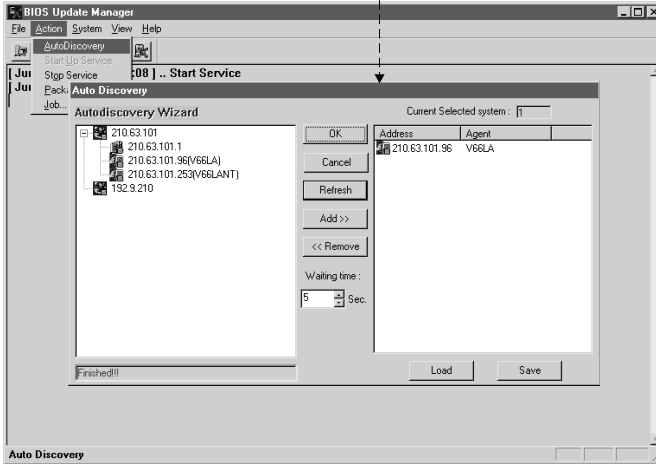 BIOS Update Manager
File Action System View Help
AutoDiscovery
Start Up Service
Stop Service
Job...
:08 ] .. Start Service
Auto Discovery
Autodiscovery Wizard
Current Selected system : 1
210.63.101
210.63.101.1
210.63.101.96(V66LA)
210.63.101.253(V66LANT)
192.9.210
OK
Cancel
Refresh
Add >>
<< Remove
Waiting time :
5 Sec.
Address Agent
210.63.101.96 V66LA
Finished!!!
Load Save
Auto Discovery